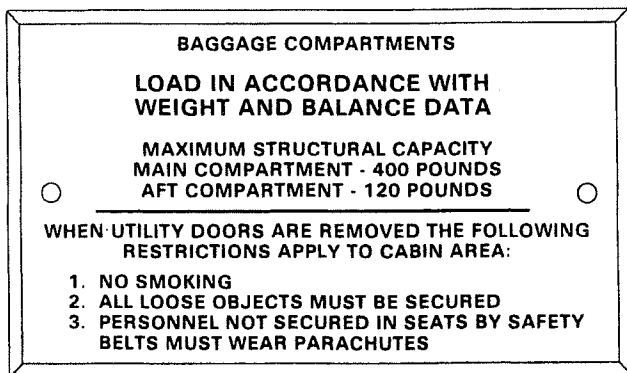 BAGGAGE COMPARTMENTS
LOAD IN ACCORDANCE WITH
WEIGHT AND BALANCE DATA
MAXIMUM STRUCTURAL CAPACITY
MAIN COMPARTMENT - 400 POUNDS
AFT COMPARTMENT - 120 POUNDS
WHEN UTILITY DOORS ARE REMOVED THE FOLLOWING
RESTRICTIONS APPLY TO CABIN AREA:
1. NO SMOKING
2. ALL LOOSE OBJECTS MUST BE SECURED
3. PERSONNEL NOT SECURED IN SEATS BY SAFETY
BELTS MUST WEAR PARACHUTES